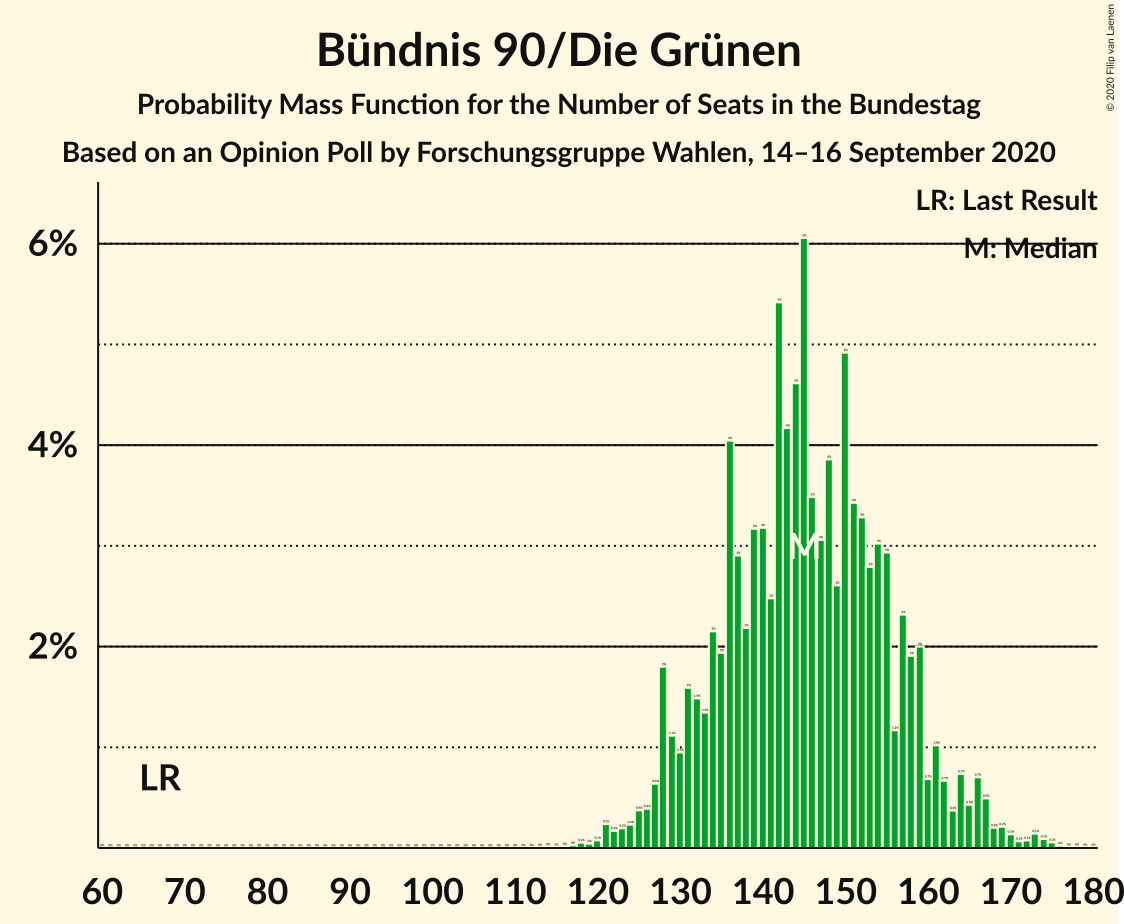 Bündnis 90/Die Grünen
Probability Mass Function for the Number of Seats in the Bundestag
Based on an Opinion Poll by Forschungsgruppe Wahlen, 14–16 September 2020
© 2020 Filip van Laenen
LR: Last Result
M: Median
6%
4%
2%
LR
M
60 70 80 90 100 110 120 130 140 150 160 170 180